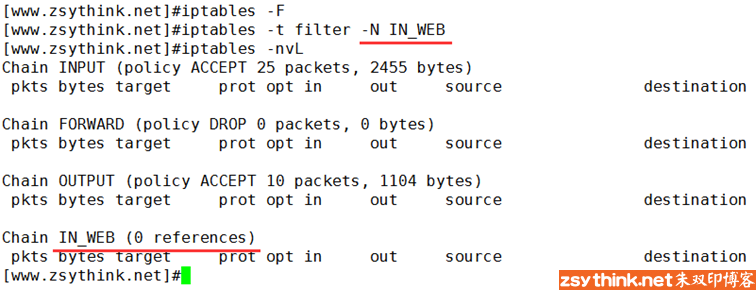 [www.zsythink.net]#iptables -F
[www.zsythink.net]#iptables -t filter -N IN_WEB
[www.zsythink.net]#iptables -nvL
Chain INPUT (policy ACCEPT 25 packets, 2455 bytes)
 pkts bytes target     prot opt in     out     source               destination

Chain FORWARD (policy DROP 0 packets, 0 bytes)
 pkts bytes target     prot opt in     out     source               destination

Chain OUTPUT (policy ACCEPT 10 packets, 1104 bytes)
 pkts bytes target     prot opt in     out     source               destination

Chain IN_WEB (0 references)
 pkts bytes target     prot opt in     out     source               destination
[www.zsythink.net]#
zsythink.net朱双印博客